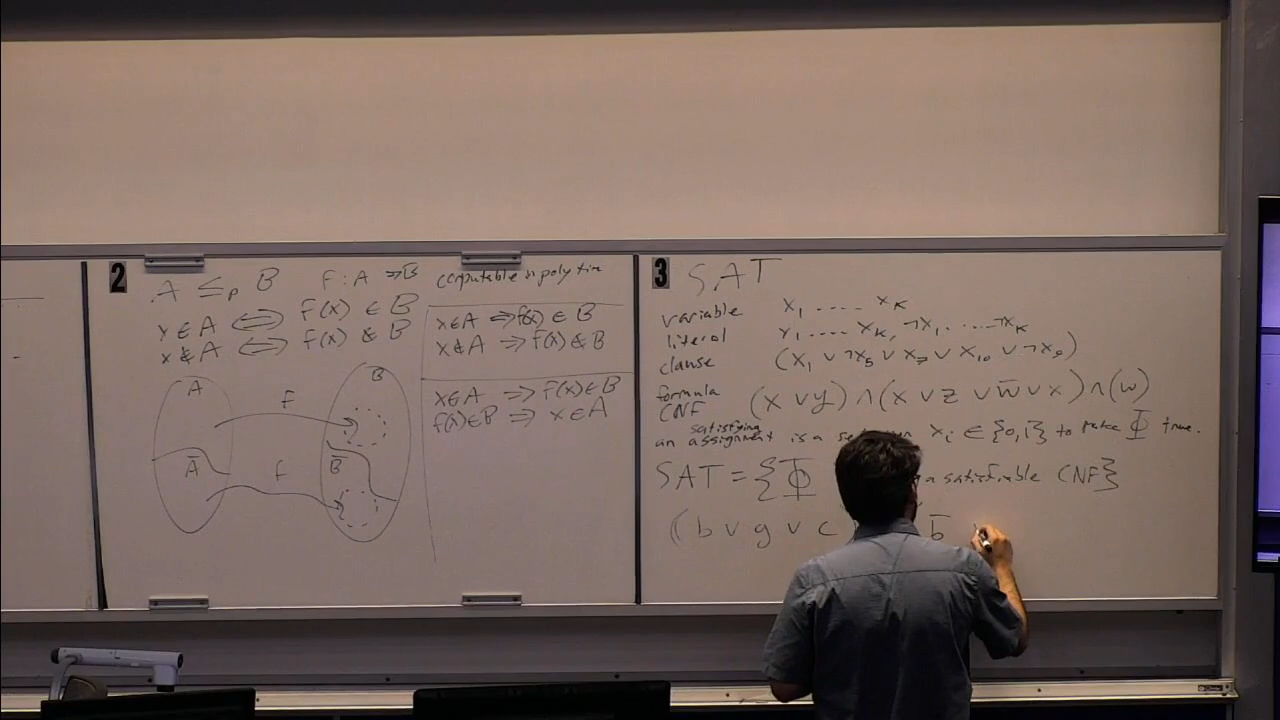 2
A ≤p B F : A → B computable in poly time
x ∈ A ⟺ F(x) ∈ B
x ∉ A ⟺ F(x) ∉ B
A F B
Ā F B̄
x ∈ A ⟺ f(x) ∈ B
x ∉ A ⟹ f(x) ∉ B
x ∈ A ⟹ f(x) ∈ B
f(x) ∈ B ⟹ x ∈ A
3 SAT
variable x₁ ..... xₖ
literal x₁ .... xₖ, ¬x₁ .... ¬xₖ
clause (x₁ ∨ ¬x₅ ∨ x₇ ∨ x₁₀ ∨ ¬x₉)
formula
CNF (x ∨ y) ∧ (x ∨ z ∨ w̄ ∨ x) ∧ (w)
satisfying
an assignment is a xᵢ ∈ {0,1} to make Φ true.
SAT = {Φ a satisfiable CNF}
((b ∨ g ∨ c b̄